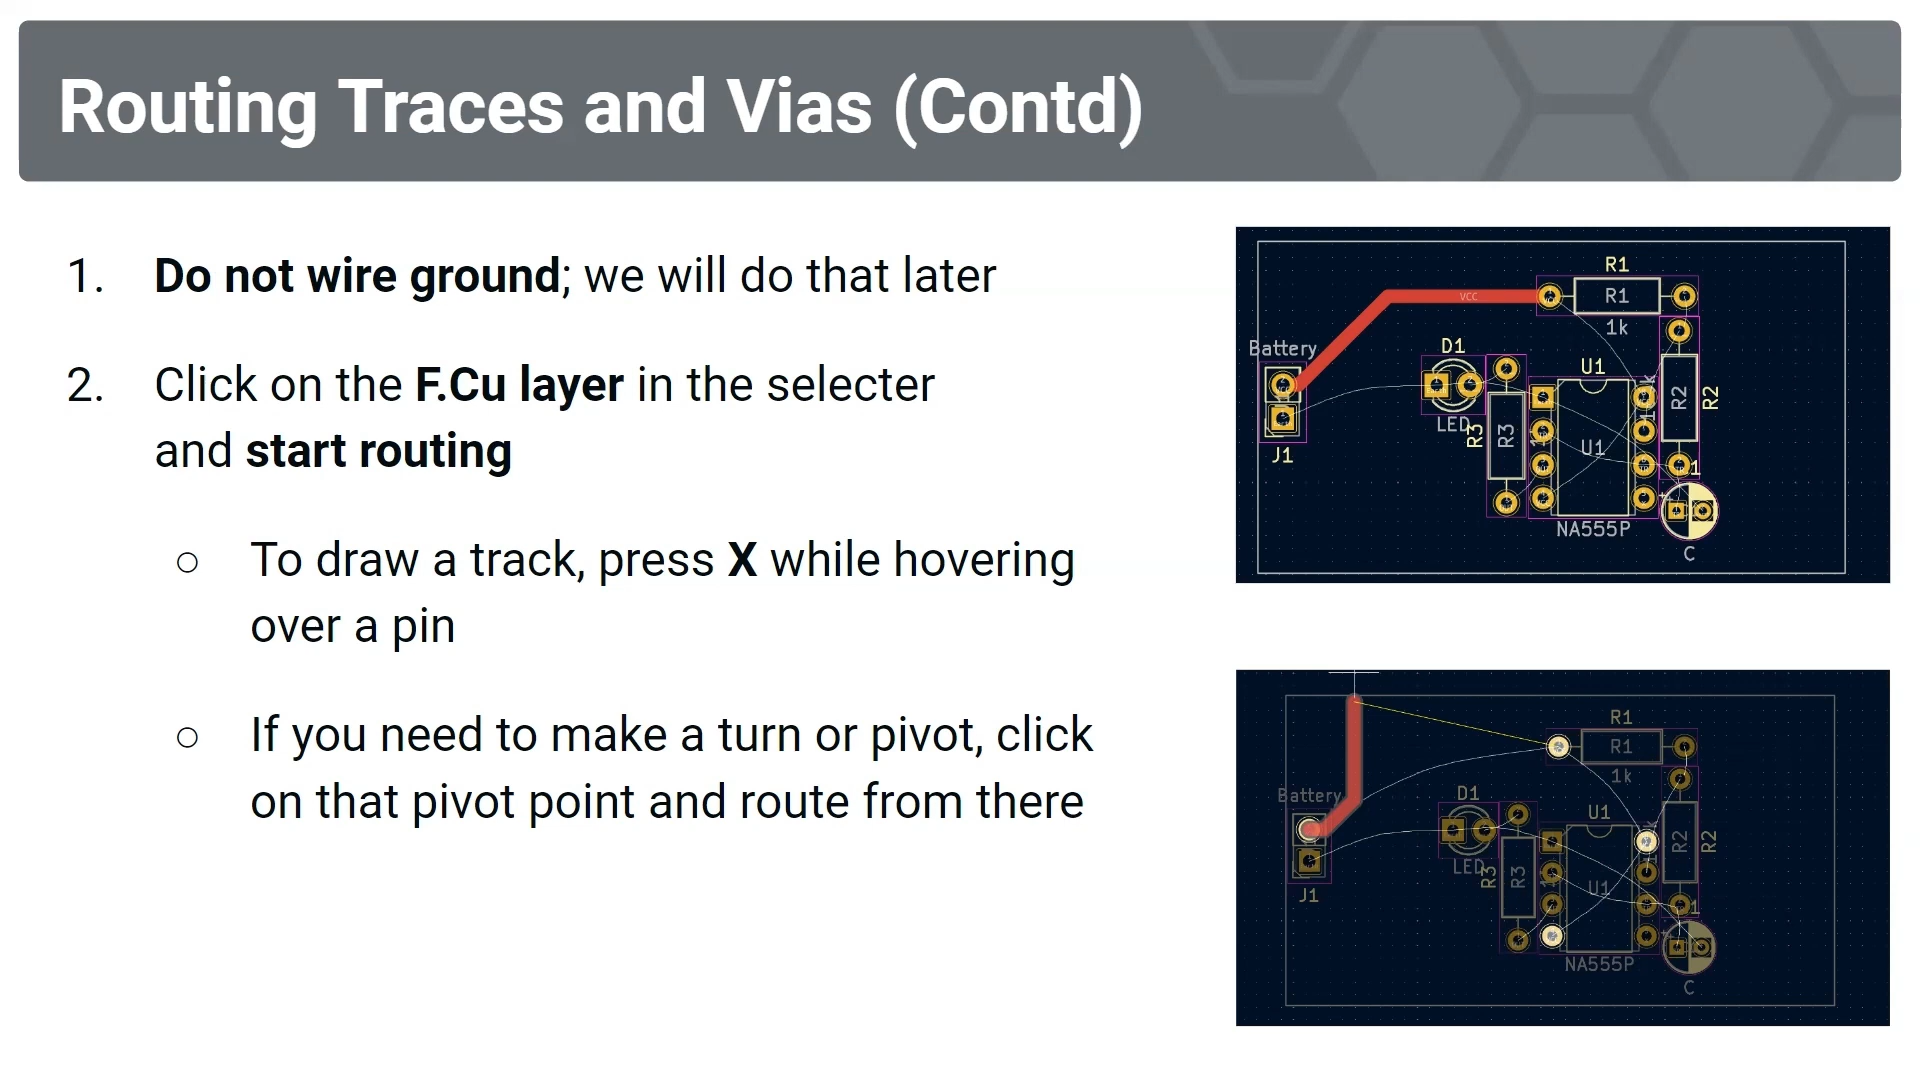 Routing Traces and Vias (Contd)
1. Do not wire ground; we will do that later
2. Click on the F.Cu layer in the selecter
and start routing
○ To draw a track, press X while hovering
over a pin
○ If you need to make a turn or pivot, click
on that pivot point and route from there
R1
VCC
R1
1k
Battery
D1
U1
R2
R2
LED
R3
R3
U1
J1
NA555P
C
R1
R1
1k
Battery
D1
U1
R2
R2
LED
R3
R3
U1
J1
NA555P
C